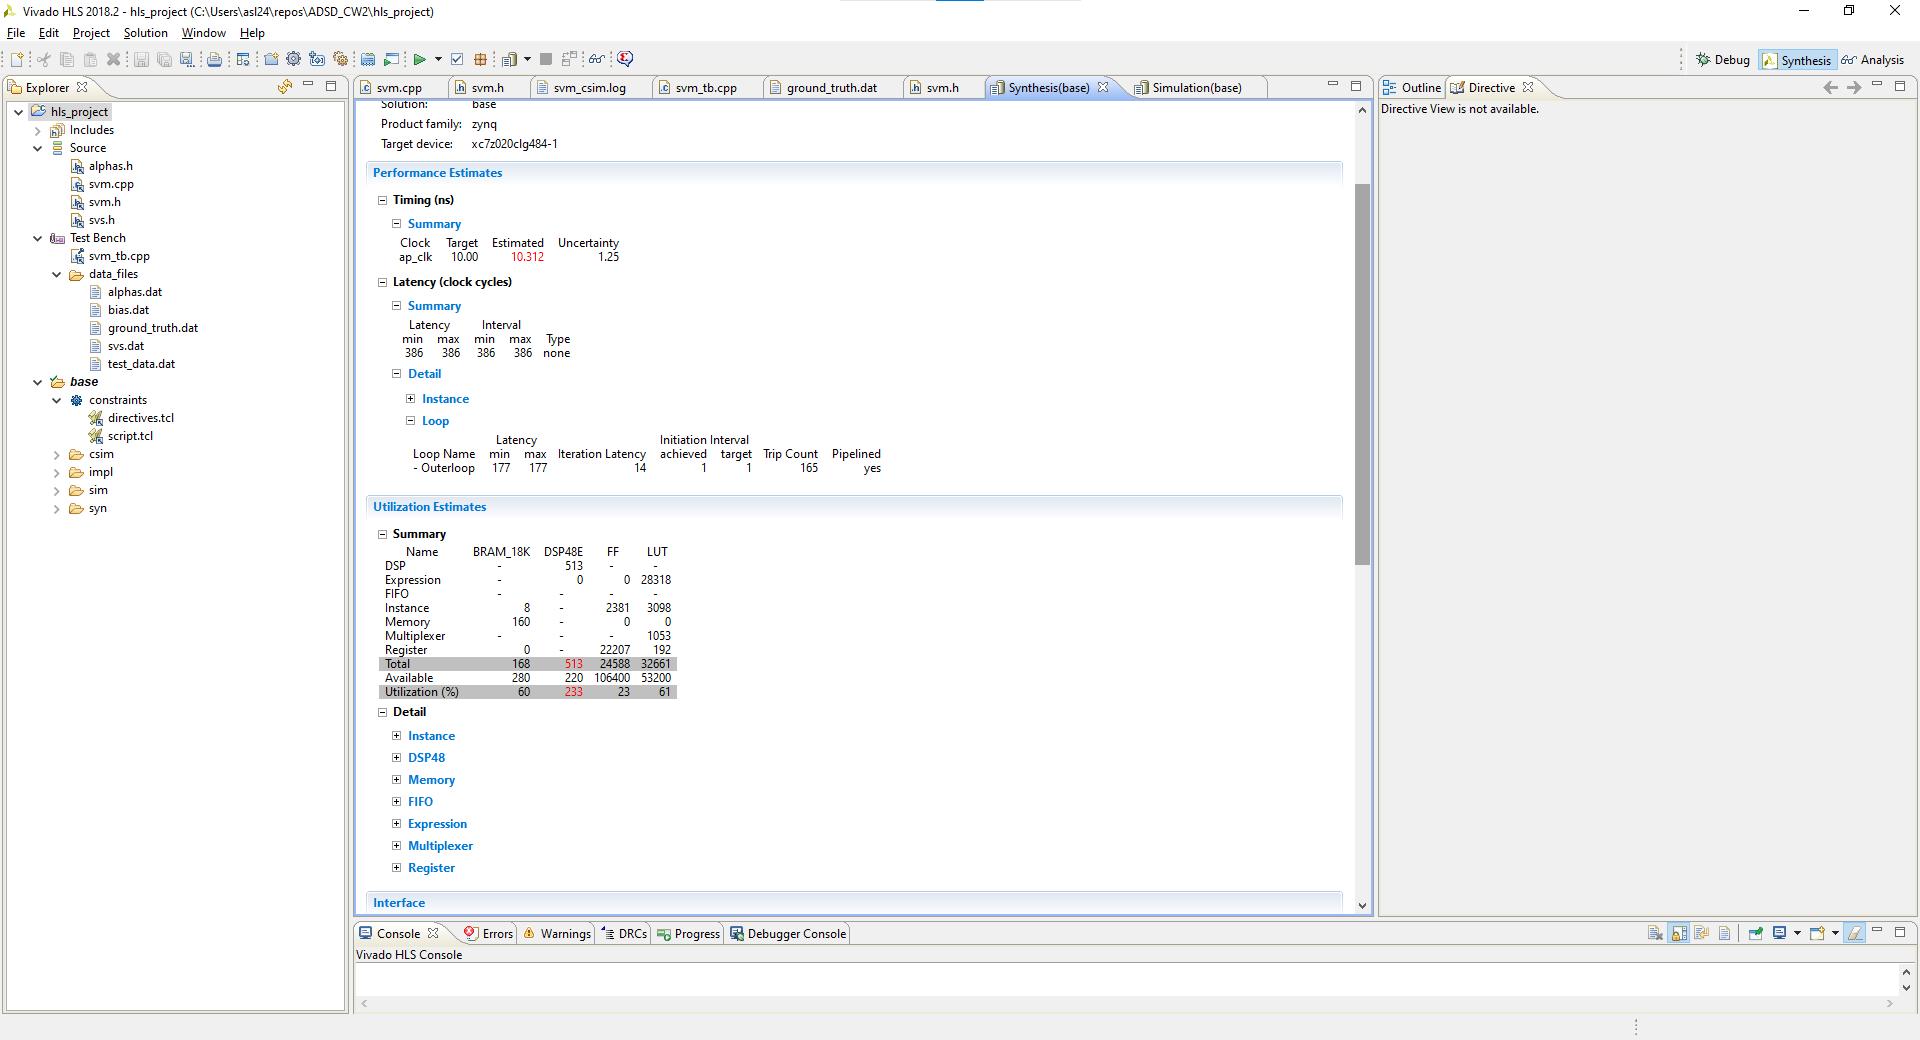 Vivado HLS 2018.2 - hls_project (C:\Users\asl24\repos\ADSD_CW2\hls_project)
File Edit Project Solution Window Help
Debug Synthesis Analysis
Explorer
hls_project
Includes
Source
alphas.h
svm.cpp
svm.h
svs.h
Test Bench
svm_tb.cpp
data_files
alphas.dat
bias.dat
ground_truth.dat
svs.dat
test_data.dat
base
constraints
directives.tcl
script.tcl
csim
impl
sim
syn
svm.cpp svm.h svm_csim.log svm_tb.cpp ground_truth.dat svm.h Synthesis(base) Simulation(base)
Solution: base
Product family: zynq
Target device: xc7z020clg484-1
Performance Estimates
Timing (ns)
Summary
Clock Target Estimated Uncertainty
ap_clk 10.00 10.312 1.25
Latency (clock cycles)
Summary
Latency Interval
min max min max Type
386 386 386 386 none
Detail
Instance
Loop
Latency Initiation Interval
Loop Name min max Iteration Latency achieved target Trip Count Pipelined
- Outerloop 177 177 14 1 1 165 yes
Utilization Estimates
Summary
Name BRAM_18K DSP48E FF LUT
DSP - 513 - -
Expression - 0 0 28318
FIFO - - - -
Instance 8 - 2381 3098
Memory 160 - 0 0
Multiplexer - - - 1053
Register 0 - 22207 192
Total 168 513 24588 32661
Available 280 220 106400 53200
Utilization (%) 60 233 23 61
Detail
Instance
DSP48
Memory
FIFO
Expression
Multiplexer
Register
Interface
Outline Directive
Directive View is not available.
Console Errors Warnings DRCs Progress Debugger Console
Vivado HLS Console